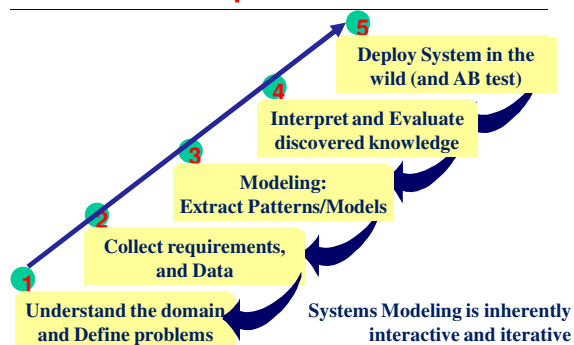 5
Deploy System in the
wild (and AB test)
4
Interpret and Evaluate
discovered knowledge
3
Modeling:
Extract Patterns/Models
2
Collect requirements,
and Data
1
Understand the domain
and Define problems
Systems Modeling is inherently
interactive and iterative